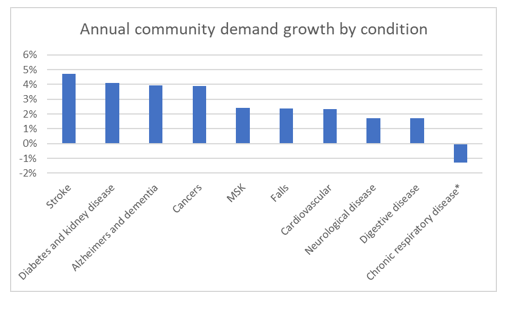 Annual community demand growth by condition
6%
5%
4%
3%
2%
1%
0%
-1%
-2%
Stroke
Diabetes and kidney disease
Alzheimers and dementia
Cancers
MSK
Falls
Cardiovascular
Neurological disease
Digestive disease
Chronic respiratory disease*